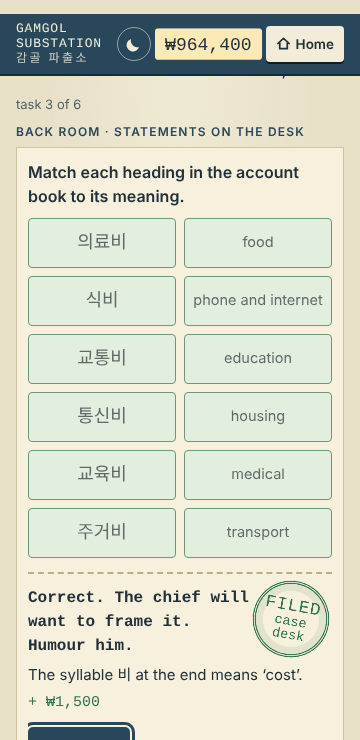 GAMGOL
SUBSTATION
감골 파출소
₩964,400
Home
task 3 of 6
BACK ROOM · STATEMENTS ON THE DESK
Match each heading in the account
book to its meaning.
의료비
food
식비
phone and internet
교통비
education
통신비
housing
교육비
medical
주거비
transport
Correct. The chief will
want to frame it.
Humour him.
FILED
case
desk
The syllable 비 at the end means ‘cost’.
+ ₩1,500